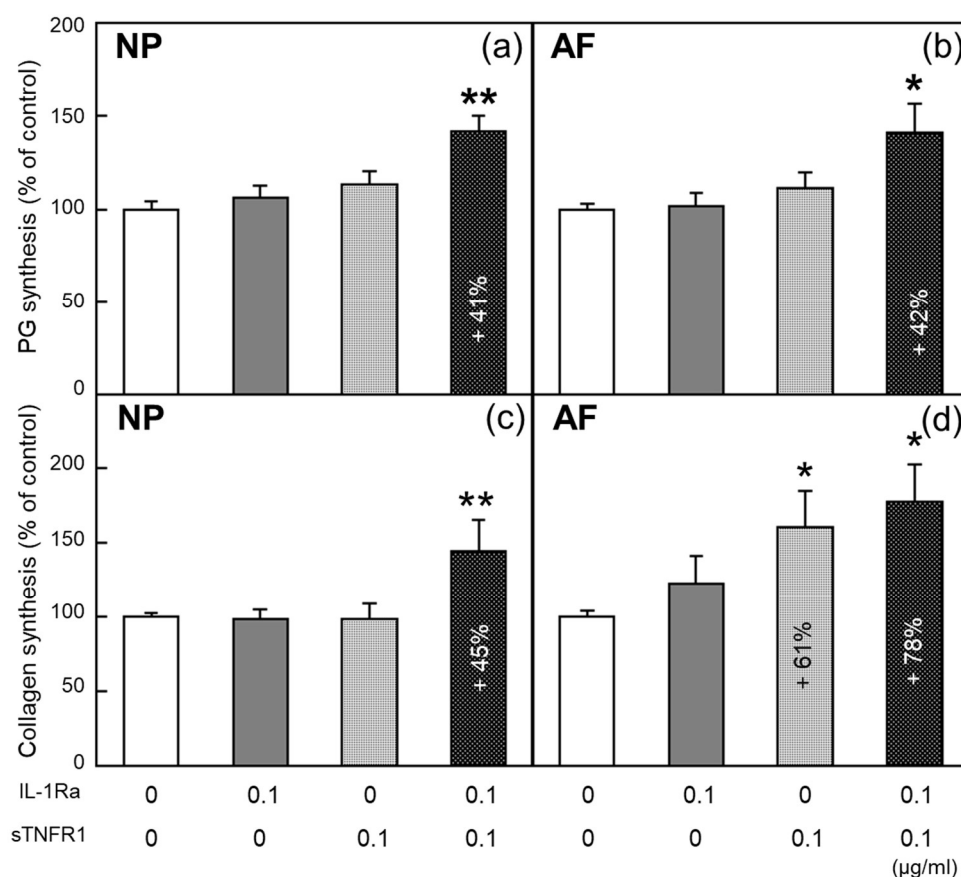 200
NP
(a)
AF
(b)
PG synthesis (% of control)
**
*
150
100
50
0
+ 41%
+ 42%
NP
(c)
AF
(d)
Collagen synthesis (% of control)
200
150
100
50
0
**
*
*
+ 45%
+ 61%
+ 78%
IL-1Ra 0 0.1 0 0.1 0 0.1 0 0.1
sTNFR1 0 0 0.1 0.1 0 0 0.1 0.1
(μg/ml)